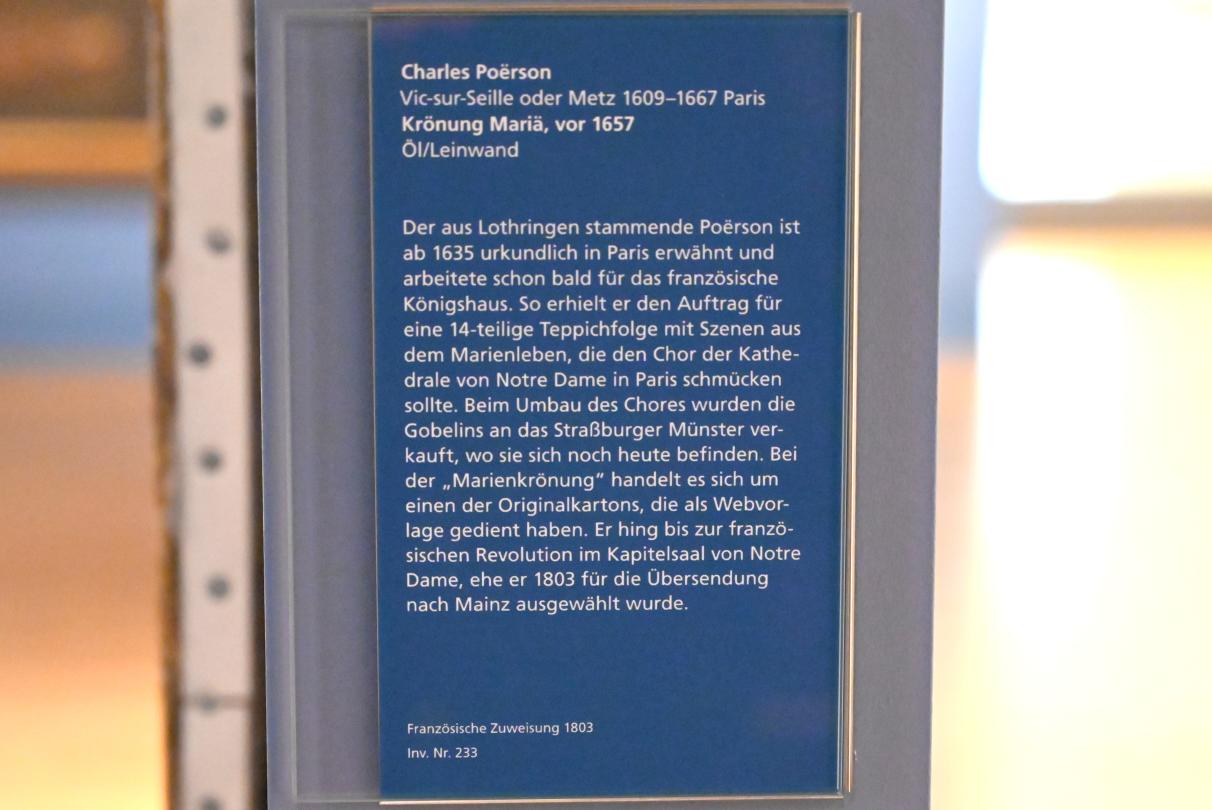 Charles Poërson
Vic-sur-Seille oder Metz 1609–1667 Paris
Krönung Mariä, vor 1657
Öl/Leinwand
Der aus Lothringen stammende Poërson ist
ab 1635 urkundlich in Paris erwähnt und
arbeitete schon bald für das französische
Königshaus. So erhielt er den Auftrag für
eine 14-teilige Teppichfolge mit Szenen aus
dem Marienleben, die den Chor der Kathe-
drale von Notre Dame in Paris schmücken
sollte. Beim Umbau des Chores wurden die
Gobelins an das Straßburger Münster ver-
kauft, wo sie sich noch heute befinden. Bei
der „Marienkrönung“ handelt es sich um
einen der Originalkartons, die als Webvor-
lage gedient haben. Er hing bis zur franzö-
sischen Revolution im Kapitelsaal von Notre
Dame, ehe er 1803 für die Übersendung
nach Mainz ausgewählt wurde.
Französische Zuweisung 1803
Inv. Nr. 233